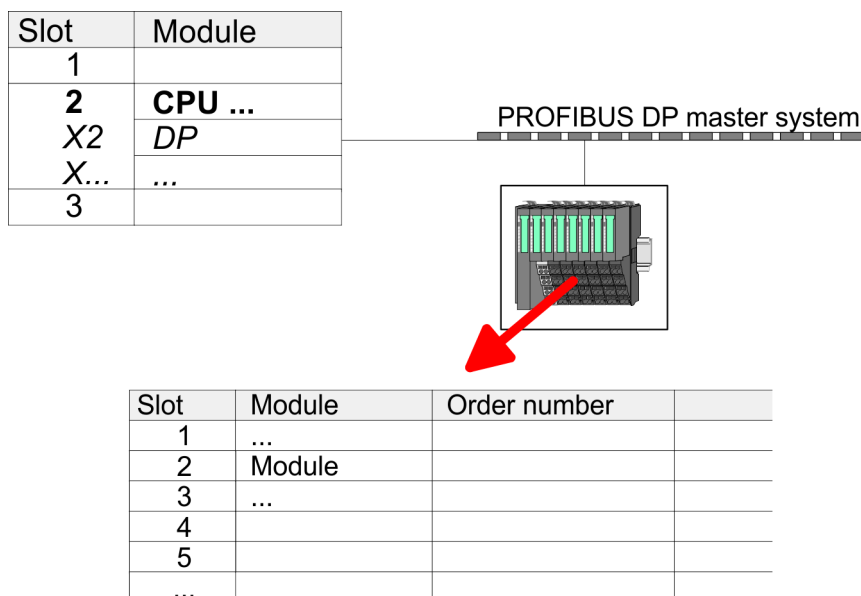 Slot Module
1
2 CPU ...
X2 DP
X... ...
3
PROFIBUS DP master system
Slot Module Order number
1 ...
2 Module
3 ...
4
5
...